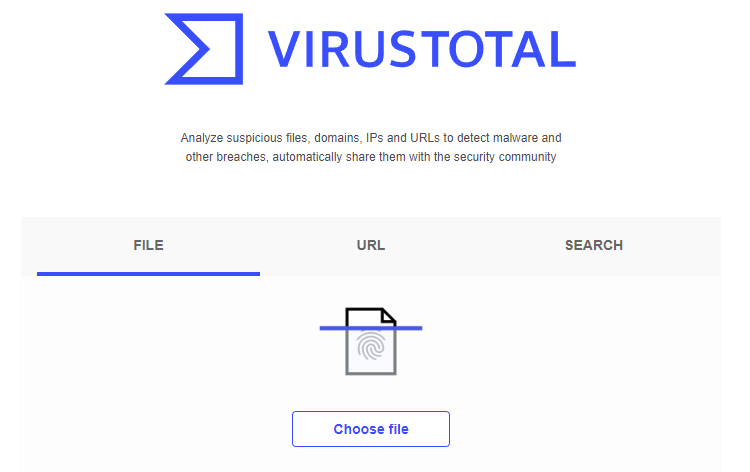 VIRUSTOTAL
Analyze suspicious files, domains, IPs and URLs to detect malware and
other breaches, automatically share them with the security community
FILE URL SEARCH
Choose file